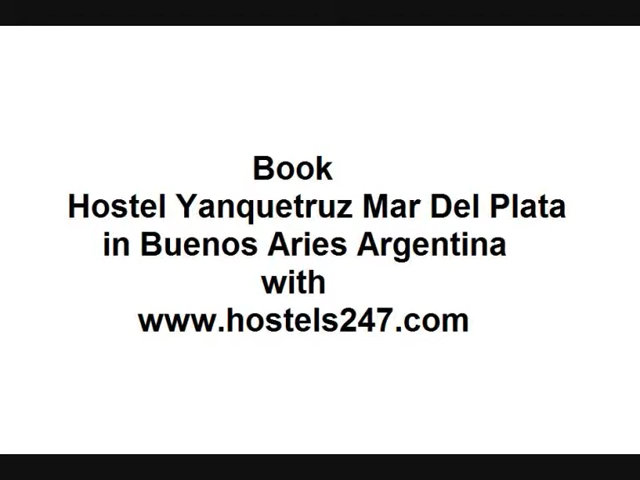 Book
Hostel Yanquetruz Mar Del Plata
in Buenos Aries Argentina
with
www.hostels247.com